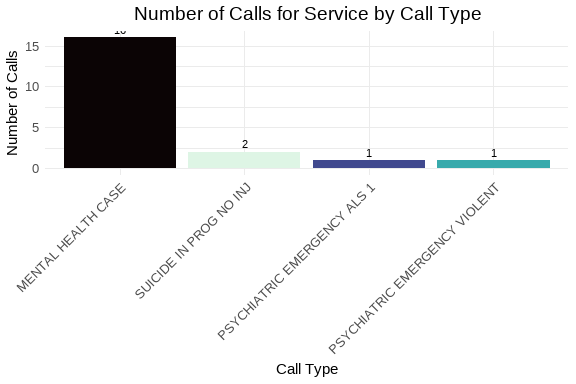 Number of Calls for Service by Call Type
Number of Calls
15
10
5
0
2
1
1
MENTAL HEALTH CASE
SUICIDE IN PROG NO INJ
PSYCHIATRIC EMERGENCY ALS 1
PSYCHIATRIC EMERGENCY VIOLENT
Call Type